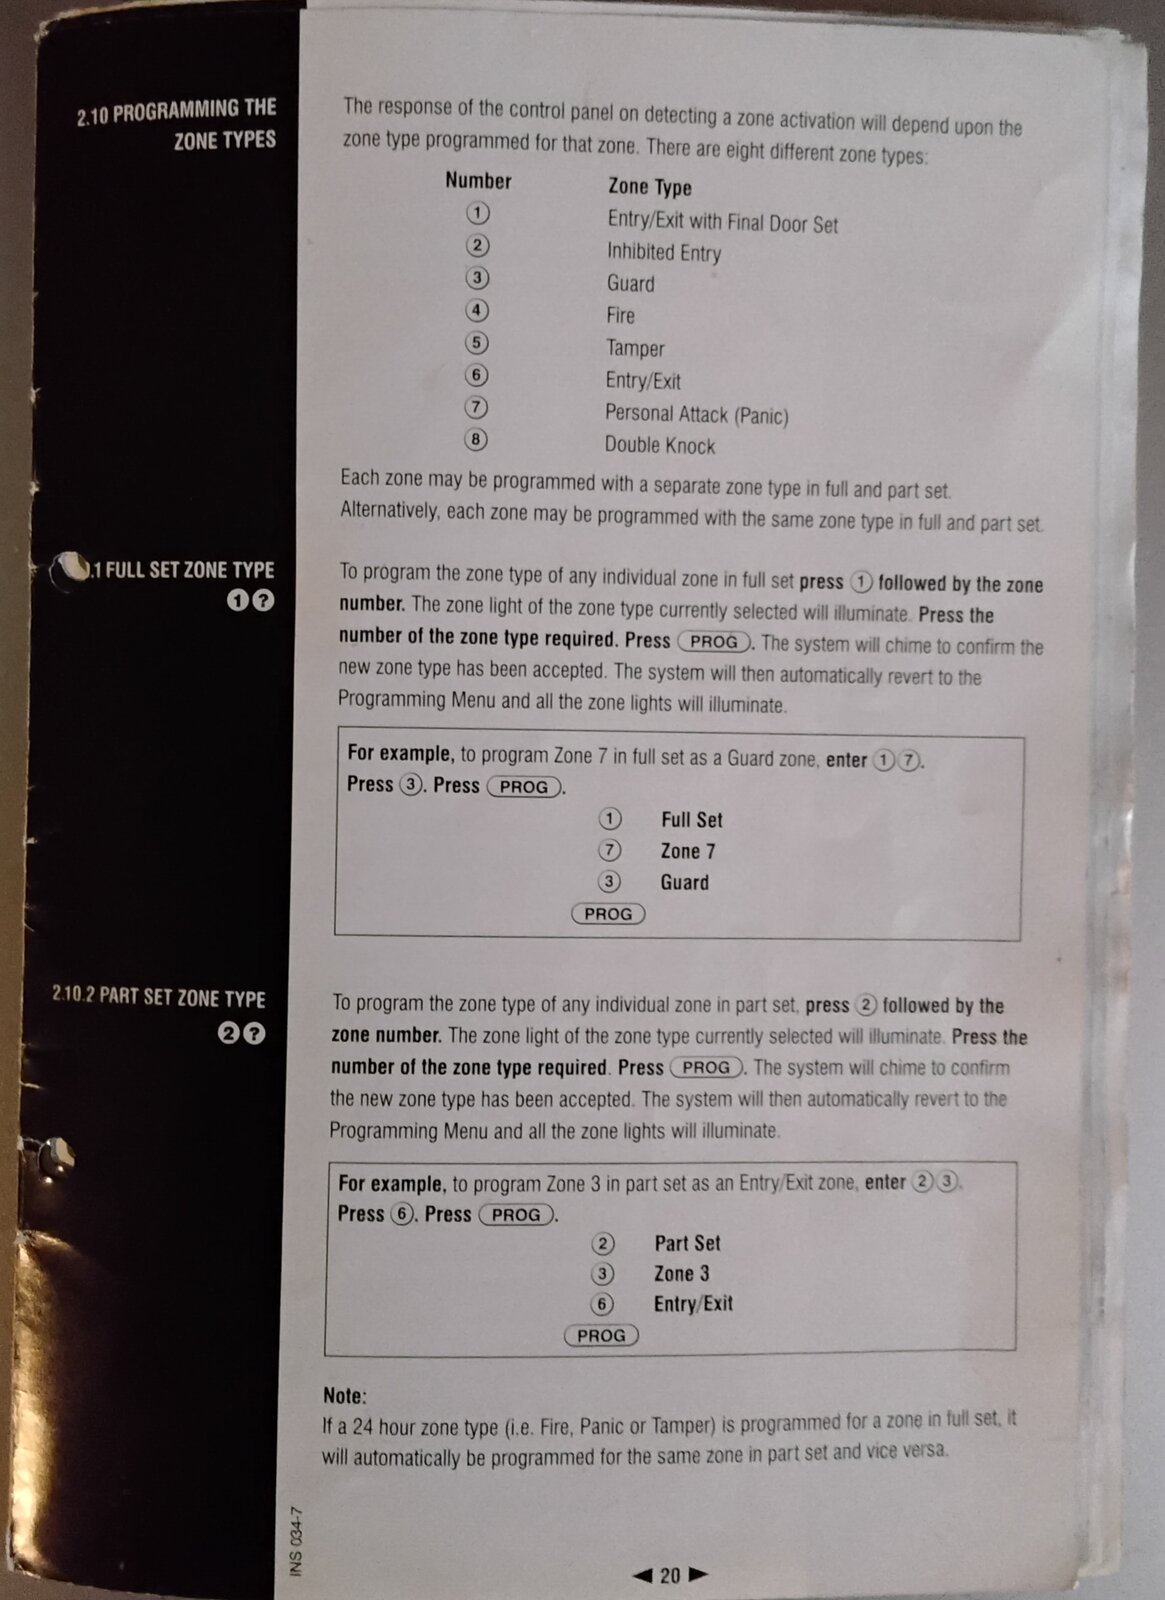 2.10 PROGRAMMING THE
ZONE TYPES
The response of the control panel on detecting a zone activation will depend upon the
zone type programmed for that zone. There are eight different zone types:
Number Zone Type
1 Entry/Exit with Final Door Set
2 Inhibited Entry
3 Guard
4 Fire
5 Tamper
6 Entry/Exit
7 Personal Attack (Panic)
8 Double Knock
Each zone may be programmed with a separate zone type in full and part set.
Alternatively, each zone may be programmed with the same zone type in full and part set.
.1 FULL SET ZONE TYPE
1 ?
To program the zone type of any individual zone in full set press 1 followed by the zone
number. The zone light of the zone type currently selected will illuminate. Press the
number of the zone type required. Press PROG. The system will chime to confirm the
new zone type has been accepted. The system will then automatically revert to the
Programming Menu and all the zone lights will illuminate.
For example, to program Zone 7 in full set as a Guard zone, enter 1 7.
Press 3. Press PROG.
1 Full Set
7 Zone 7
3 Guard
PROG
2.10.2 PART SET ZONE TYPE
2 ?
To program the zone type of any individual zone in part set, press 2 followed by the
zone number. The zone light of the zone type currently selected will illuminate. Press the
number of the zone type required. Press PROG. The system will chime to confirm
the new zone type has been accepted. The system will then automatically revert to the
Programming Menu and all the zone lights will illuminate.
For example, to program Zone 3 in part set as an Entry/Exit zone, enter 2 3.
Press 6. Press PROG.
2 Part Set
3 Zone 3
6 Entry/Exit
PROG
Note:
If a 24 hour zone type (i.e. Fire, Panic or Tamper) is programmed for a zone in full set, it
will automatically be programmed for the same zone in part set and vice versa.
INS 034-7
◄ 20 ►